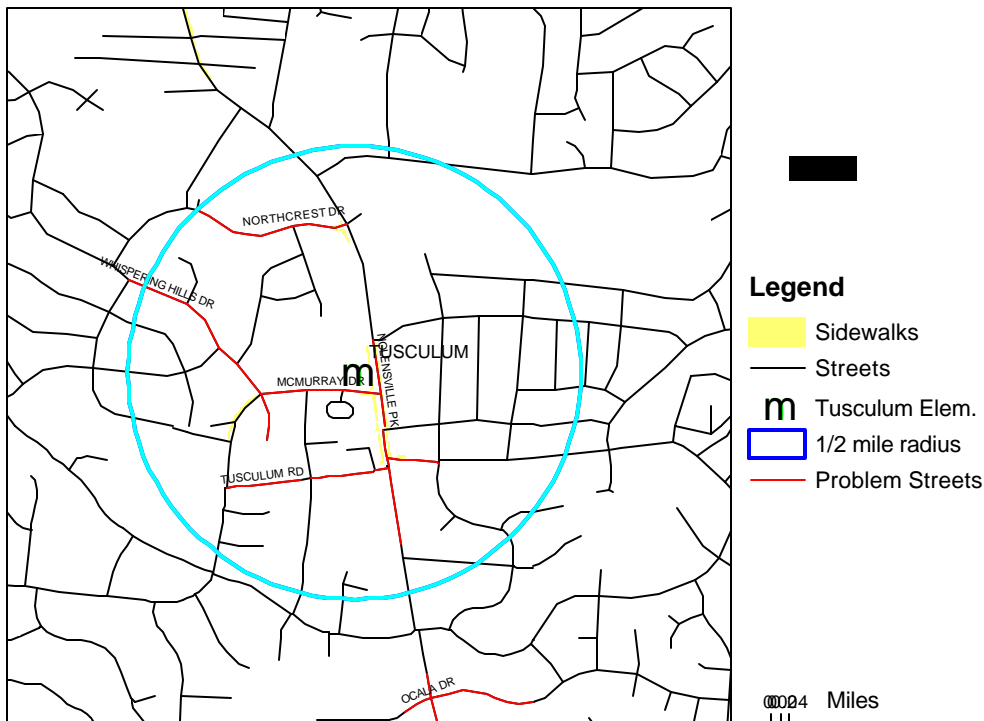 NORTHCREST DR
WHISPERING HILLS DR
NOLENSVILLE PK
TUSCULUM
m
MCMURRAY DR
TUSCULUM RD
OCALA DR
Legend
Sidewalks
Streets
m Tusculum Elem.
1/2 mile radius
Problem Streets
Miles